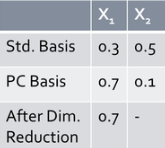 X₁ X₂
Std. Basis 0.3 0.5
PC Basis 0.7 0.1
After Dim. 0.7 -
Reduction